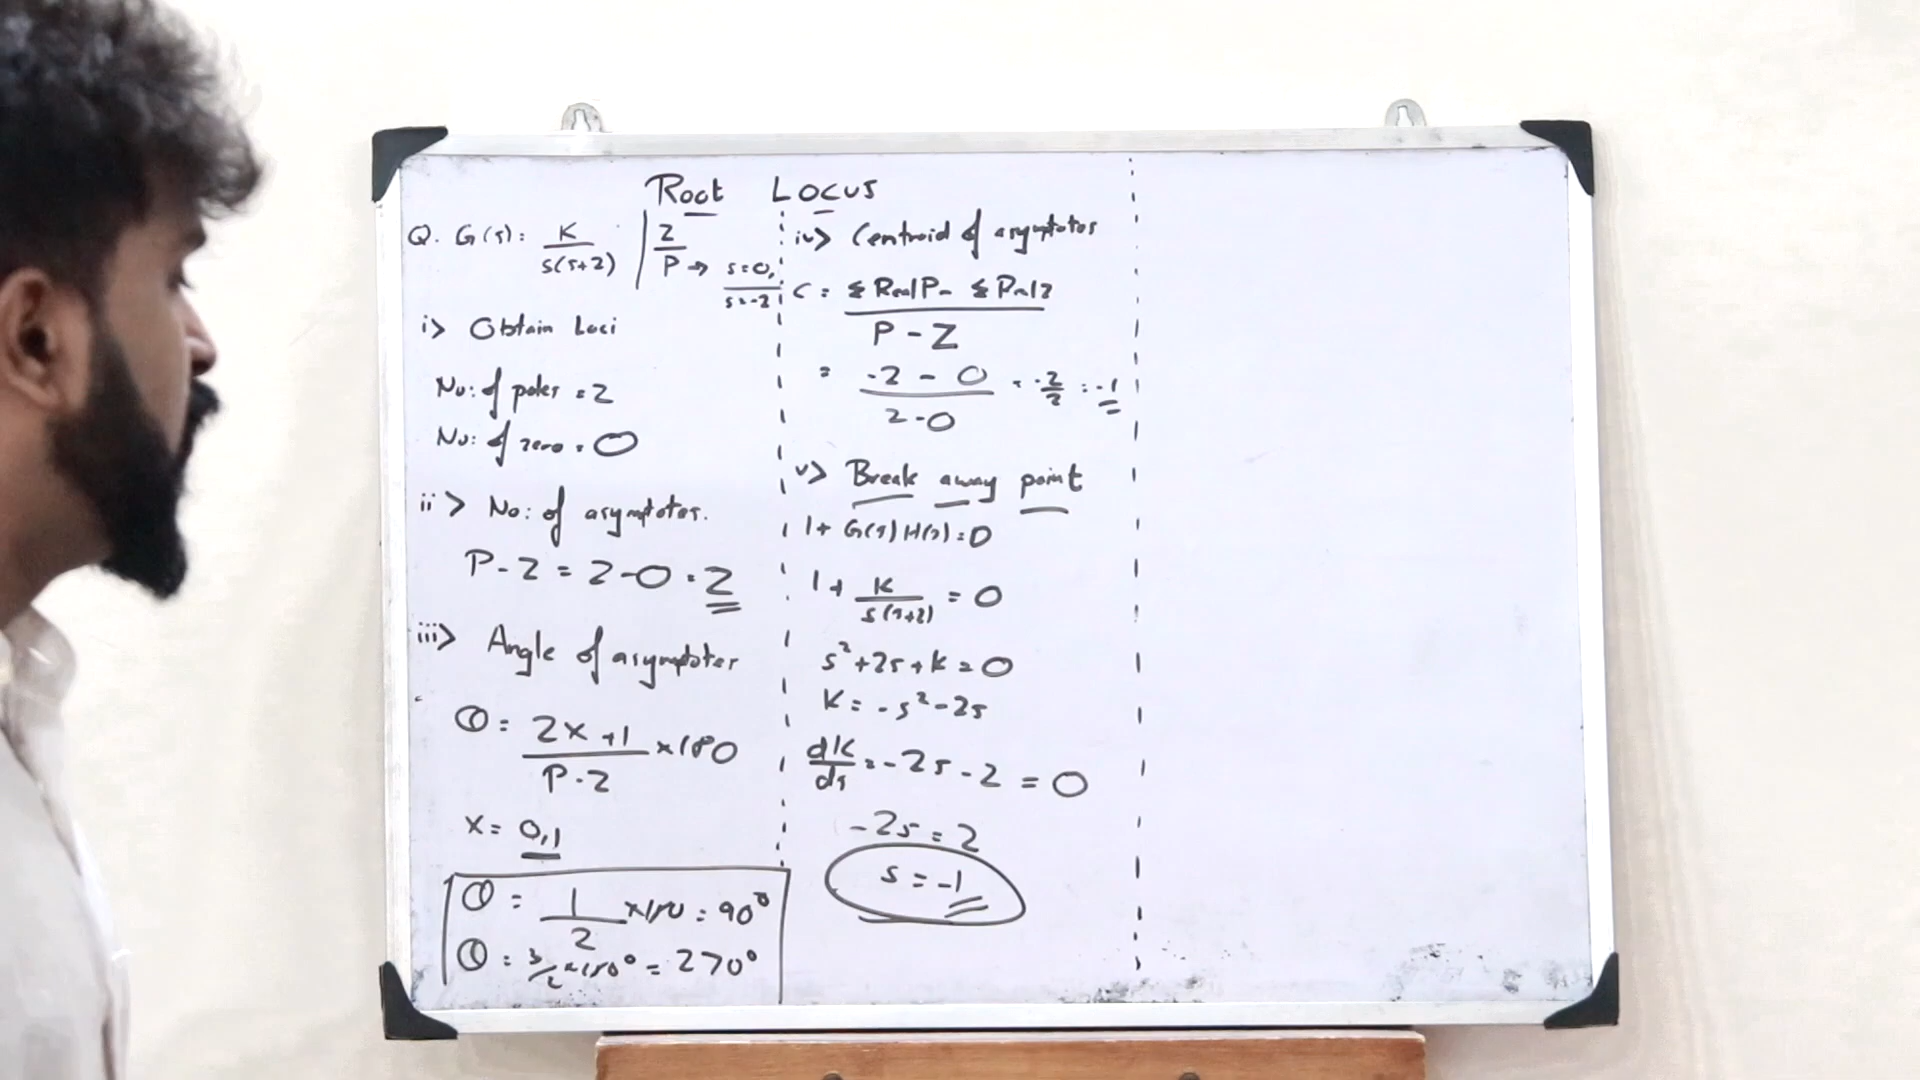 Root Locus
Q. G(s): K / s(s+2) | Z / P → s=0, s=-2
i> Obtain Loci
No: of poles = 2
No: of zero = 0
ii> No: of asymptotes.
P-Z = 2-0 = 2
iii> Angle of asymptotes
θ = 2x+1 / P-Z × 180
x = 0,1
θ = 1/2 × 180 = 90°
θ = 3/2 × 180° = 270°
iv> Centroid of asymptotes
C = Σ Real P - Σ Real Z / P - Z
= -2 - 0 / 2-0 = -2/2 = -1
v> Break away point
1+ G(s) H(s) = 0
1 + K / s(s+2) = 0
s²+2s+k = 0
K = -s²-2s
dK/ds = -2s-2 = 0
-2s = 2
s = -1